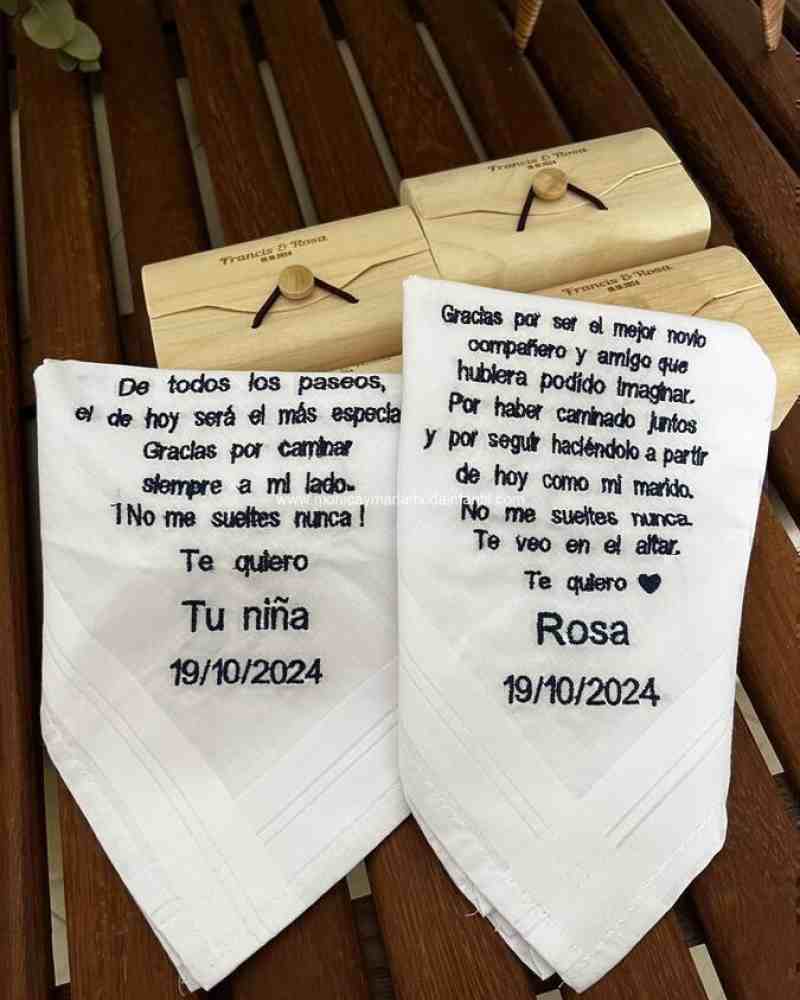 Francis & Rosa
Francis & Rosa
Francis & Rosa
De todos los paseos,
el de hoy será el más especia
Gracias por caminar
siempre a mi lado.
¡No me sueltes nunca!
Te quiero
Tu niña
19/10/2024
Gracias por ser el mejor novio
compañero y amigo que
hubiera podido imaginar.
Por haber caminado juntos
y por seguir haciéndolo a partir
de hoy como mi marido.
No me sueltes nunca.
Te veo en el altar.
Te quiero ♥
Rosa
19/10/2024